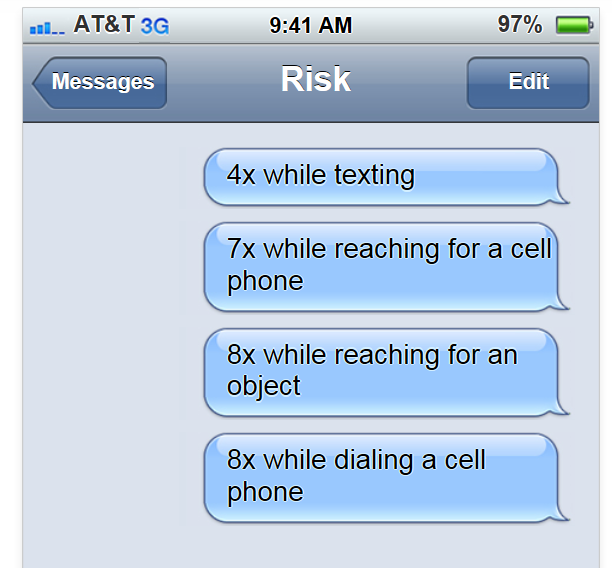 AT&T 3G 9:41 AM 97%
Messages Risk Edit
4x while texting
7x while reaching for a cell
phone
8x while reaching for an
object
8x while dialing a cell
phone